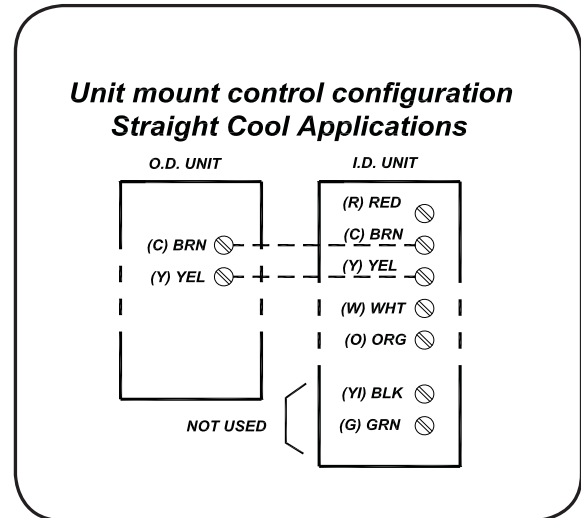 Unit mount control configuration
Straight Cool Applications
O.D. UNIT
I.D. UNIT
(R) RED
(C) BRN
(C) BRN
(Y) YEL
(Y) YEL
(W) WHT
(O) ORG
(YI) BLK
NOT USED
(G) GRN